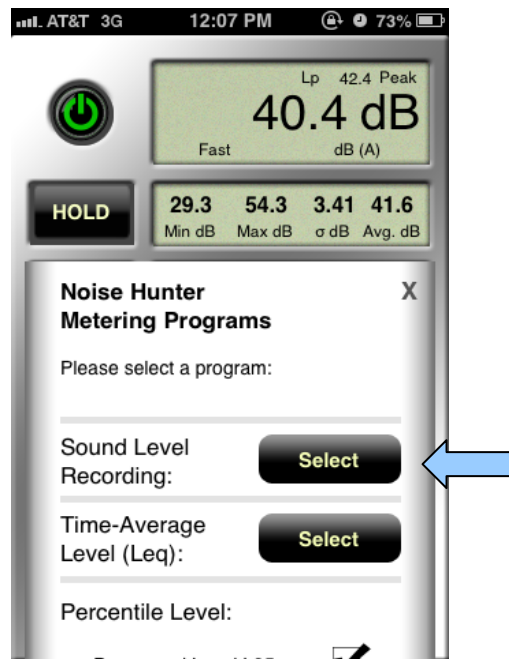 AT&T 3G 12:07 PM 73%
Lp 42.4 Peak
40.4 dB
Fast dB (A)
HOLD
29.3 54.3 3.41 41.6
Min dB Max dB σ dB Avg. dB
Noise Hunter X
Metering Programs
Please select a program:
Sound Level
Recording:
Select
Time-Average
Level (Leq):
Select
Percentile Level: